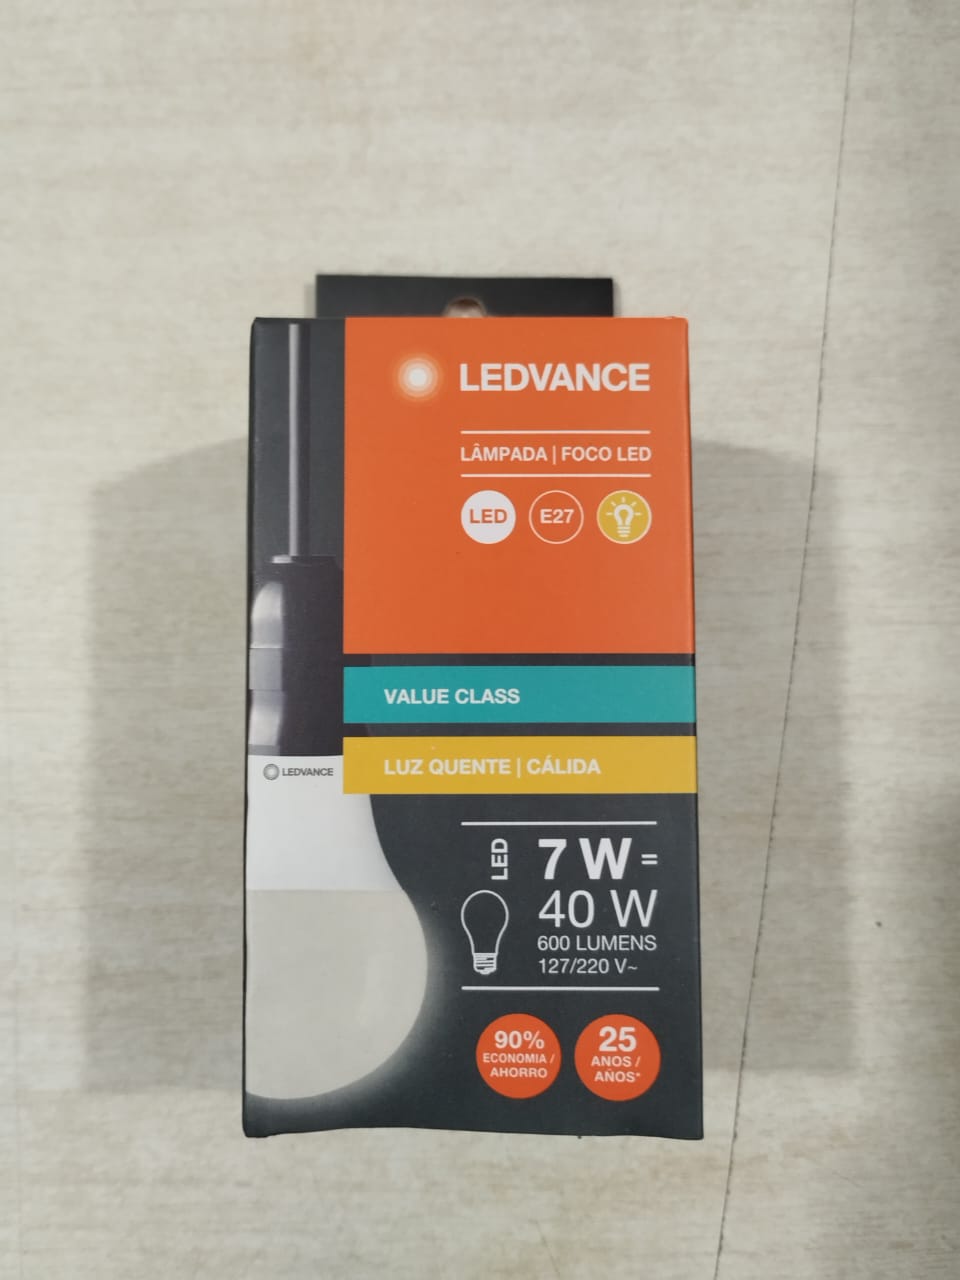 LEDVANCE
LÂMPADA | FOCO LED
LED E27
VALUE CLASS
LUZ QUENTE | CÁLIDA
LEDVANCE
LED
7 W =
40 W
600 LUMENS
127/220 V~
90%
ECONOMIA /
AHORRO
25
ANOS /
AÑOS*